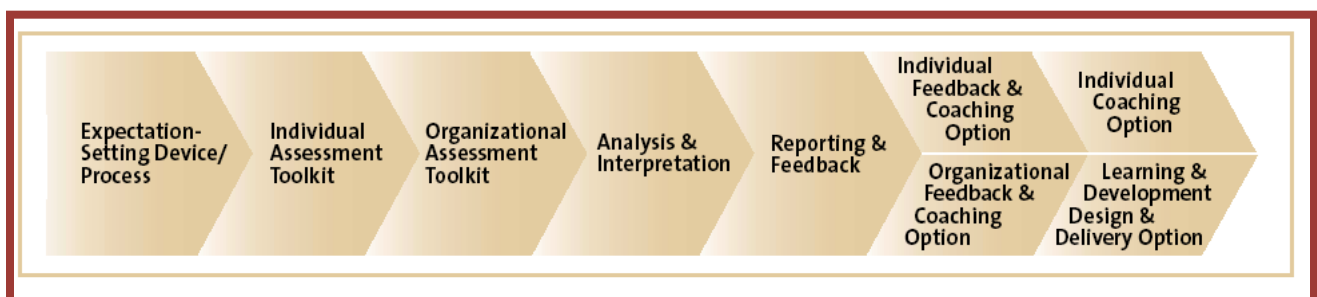 Expectation-
Setting Device/
Process
Individual
Assessment
Toolkit
Organizational
Assessment
Toolkit
Analysis &
Interpretation
Reporting &
Feedback
Individual
Feedback &
Coaching
Option
Individual
Coaching
Option
Organizational
Feedback &
Coaching
Option
Learning &
Development
Design &
Delivery Option